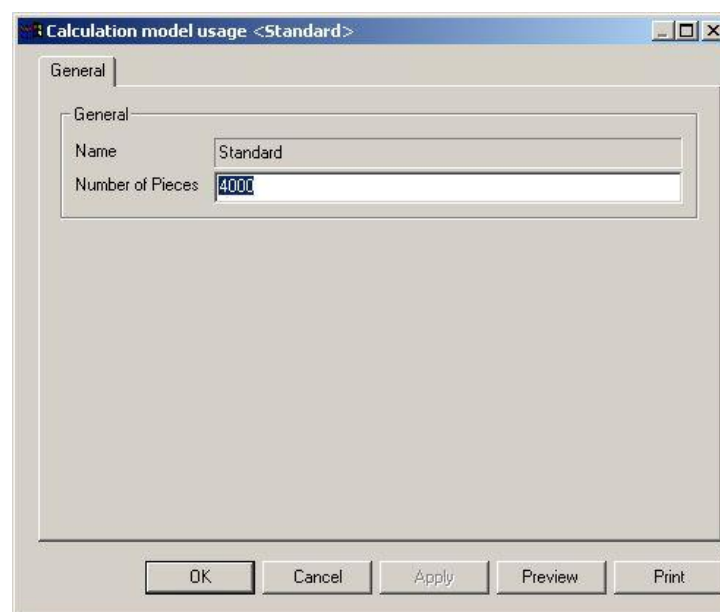 Calculation model usage <Standard>
General
General
Name Standard
Number of Pieces 4000
OK Cancel Apply Preview Print